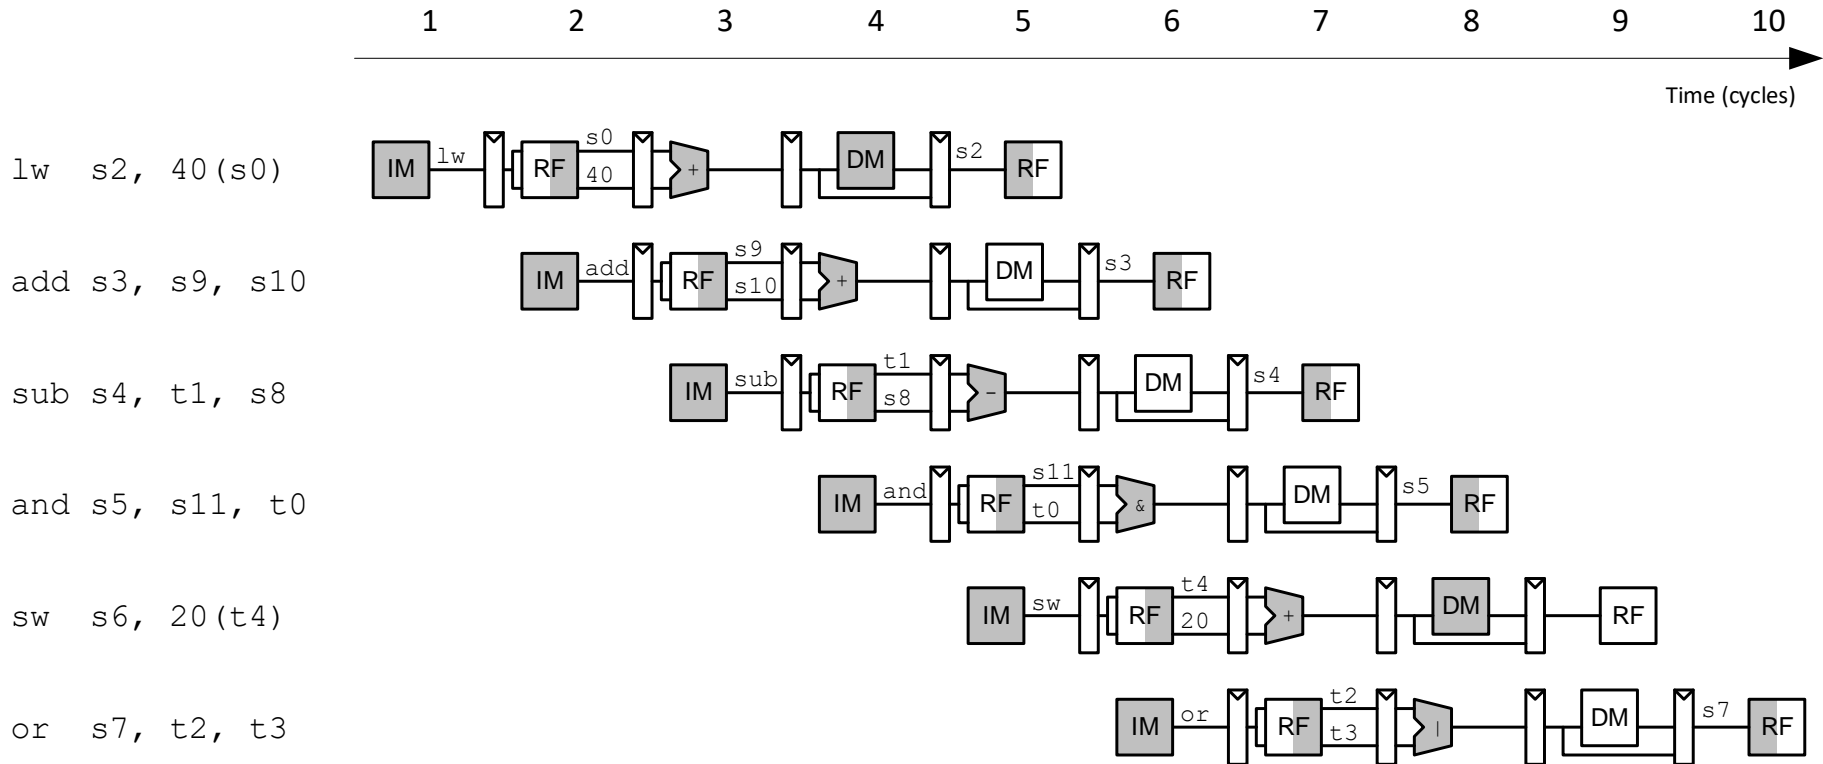 1 2 3 4 5 6 7 8 9 10
Time (cycles)
lw s2, 40(s0) IM lw RF s0 40 + DM s2 RF
add s3, s9, s10 IM add RF s9 s10 + DM s3 RF
sub s4, t1, s8 IM sub RF t1 s8 - DM s4 RF
and s5, s11, t0 IM and RF s11 t0 & DM s5 RF
sw s6, 20(t4) IM sw RF t4 20 + DM RF
or s7, t2, t3 IM or RF t2 t3 | DM s7 RF